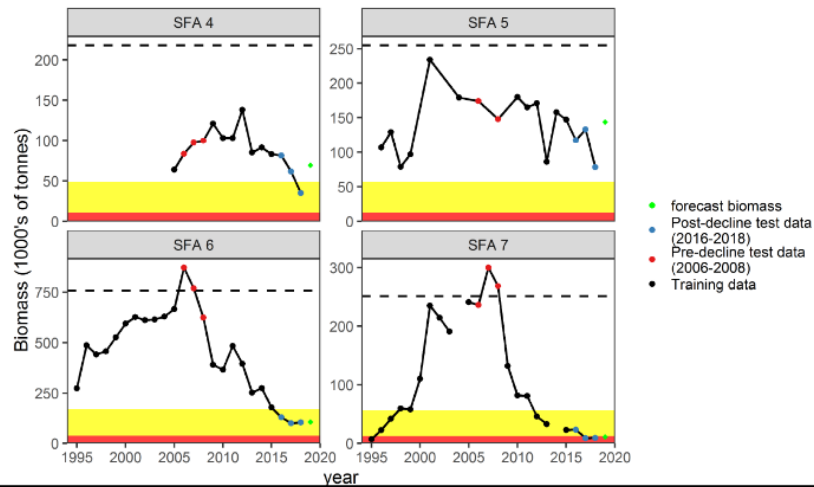 SFA 4
SFA 5
200
150
100
50
0
250
200
150
100
50
0
SFA 6
SFA 7
750
500
250
0
300
200
100
0
1995 2000 2005 2010 2015 2020
1995 2000 2005 2010 2015 2020
Biomass (1000's of tonnes)
year
forecast biomass
Post-decline test data
(2016-2018)
Pre-decline test data
(2006-2008)
Training data